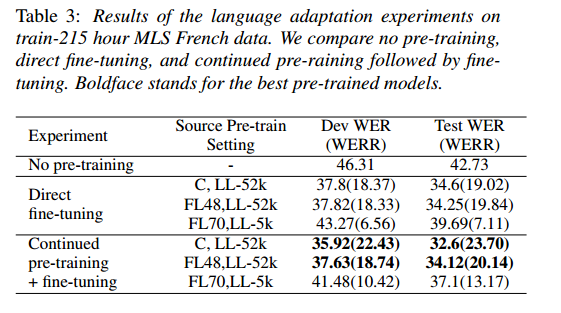 Table 3: Results of the language adaptation experiments on
train-215 hour MLS French data. We compare no pre-training,
direct fine-tuning, and continued pre-raining followed by fine-
tuning. Boldface stands for the best pre-trained models.
Experiment Source Pre-train Setting Dev WER (WERR) Test WER (WERR)
No pre-training - 46.31 42.73
Direct fine-tuning C, LL-52k 37.8(18.37) 34.6(19.02)
FL48,LL-52k 37.82(18.33) 34.25(19.84)
FL70,LL-5k 43.27(6.56) 39.69(7.11)
Continued pre-training + fine-tuning C, LL-52k 35.92(22.43) 32.6(23.70)
FL48,LL-52k 37.63(18.74) 34.12(20.14)
FL70,LL-5k 41.48(10.42) 37.1(13.17)